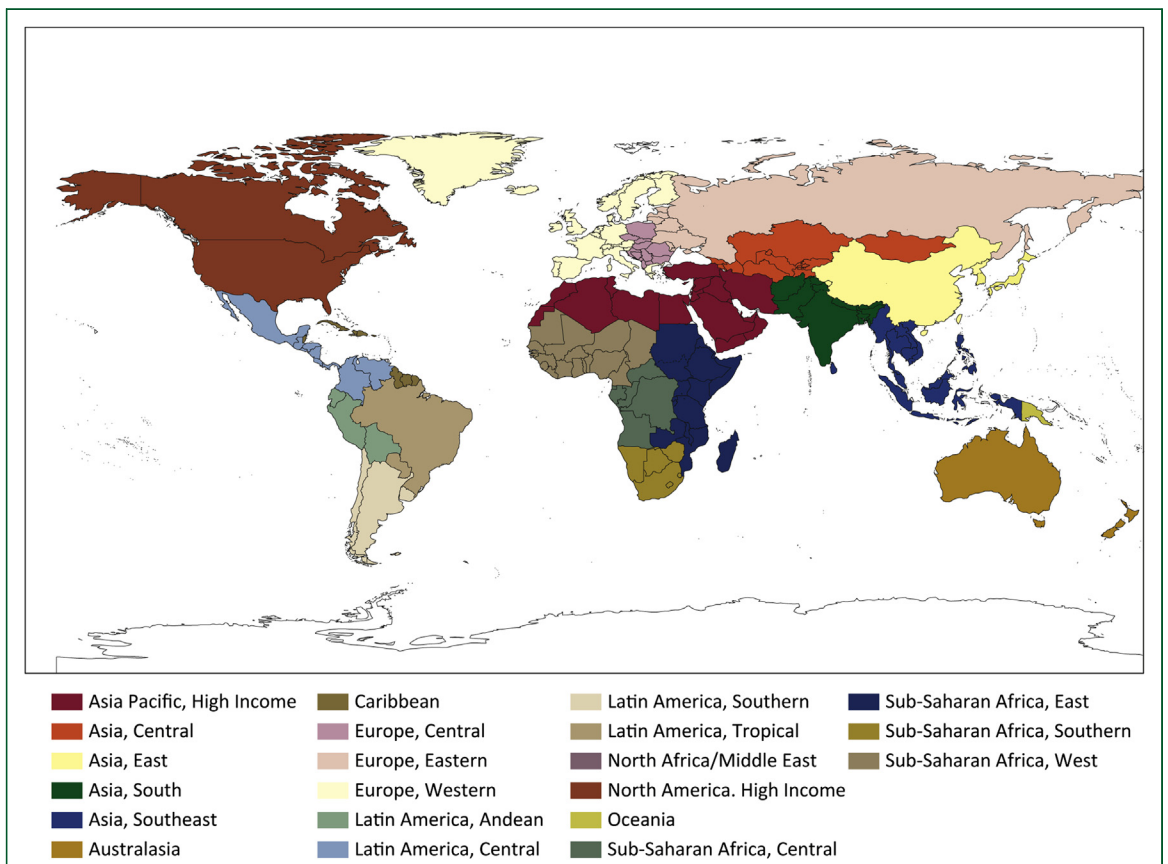 Asia Pacific, High Income
Asia, Central
Asia, East
Asia, South
Asia, Southeast
Australasia
Caribbean
Europe, Central
Europe, Eastern
Europe, Western
Latin America, Andean
Latin America, Central
Latin America, Southern
Latin America, Tropical
North Africa/Middle East
North America. High Income
Oceania
Sub-Saharan Africa, Central
Sub-Saharan Africa, East
Sub-Saharan Africa, Southern
Sub-Saharan Africa, West